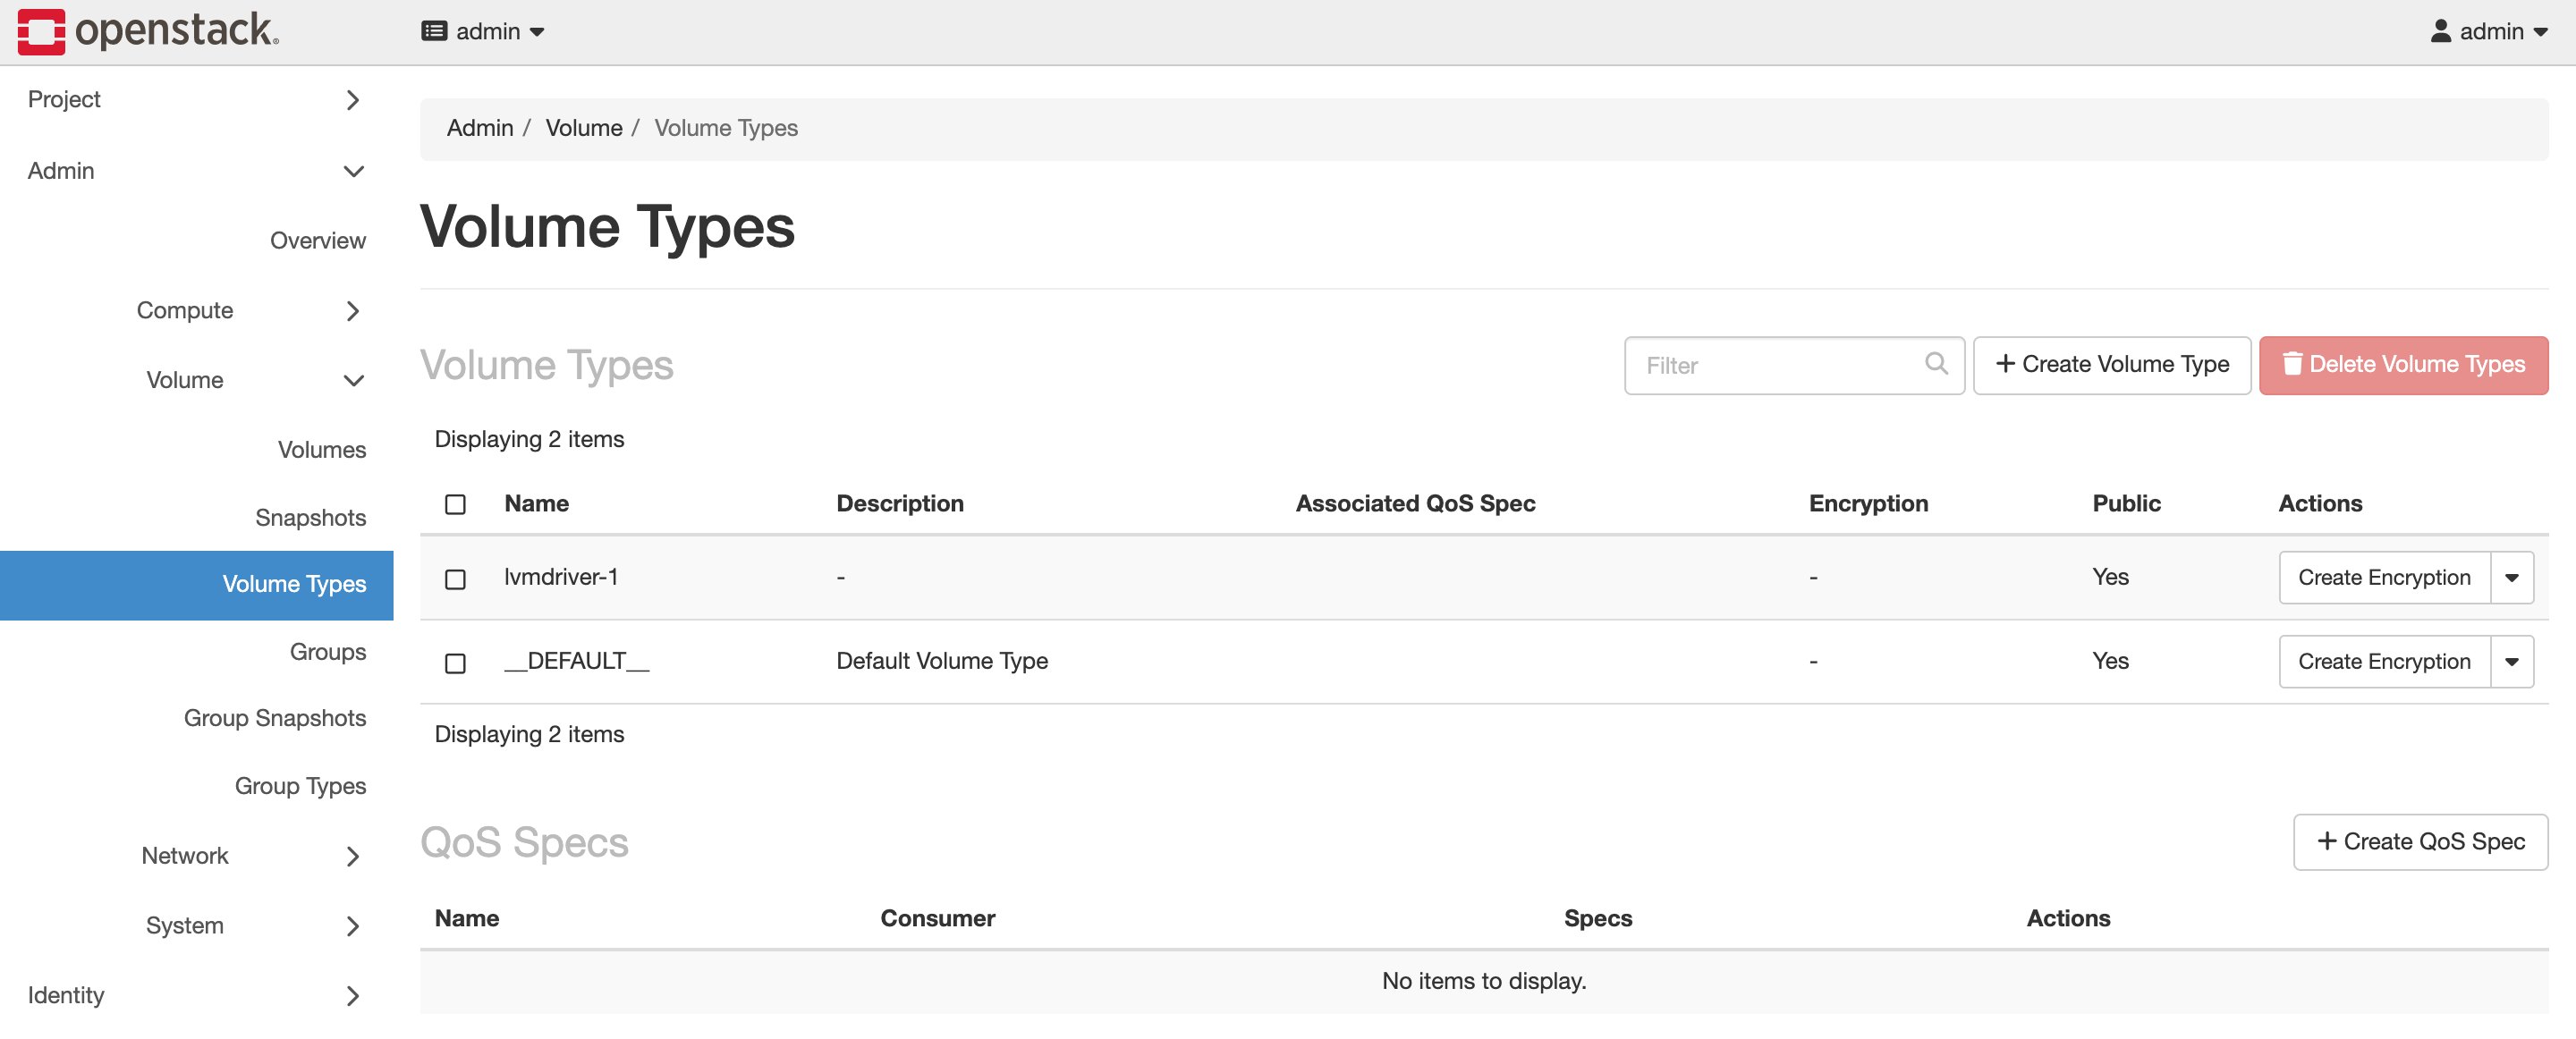 openstack.
admin
admin
Project
Admin
Overview
Compute
Volume
Volumes
Snapshots
Volume Types
Groups
Group Snapshots
Group Types
Network
System
Identity
Admin / Volume / Volume Types
Volume Types
Volume Types
Filter
+ Create Volume Type
Delete Volume Types
Displaying 2 items
Name Description Associated QoS Spec Encryption Public Actions
lvmdriver-1 - - Yes Create Encryption
__DEFAULT__ Default Volume Type - Yes Create Encryption
Displaying 2 items
QoS Specs
+ Create QoS Spec
Name Consumer Specs Actions
No items to display.